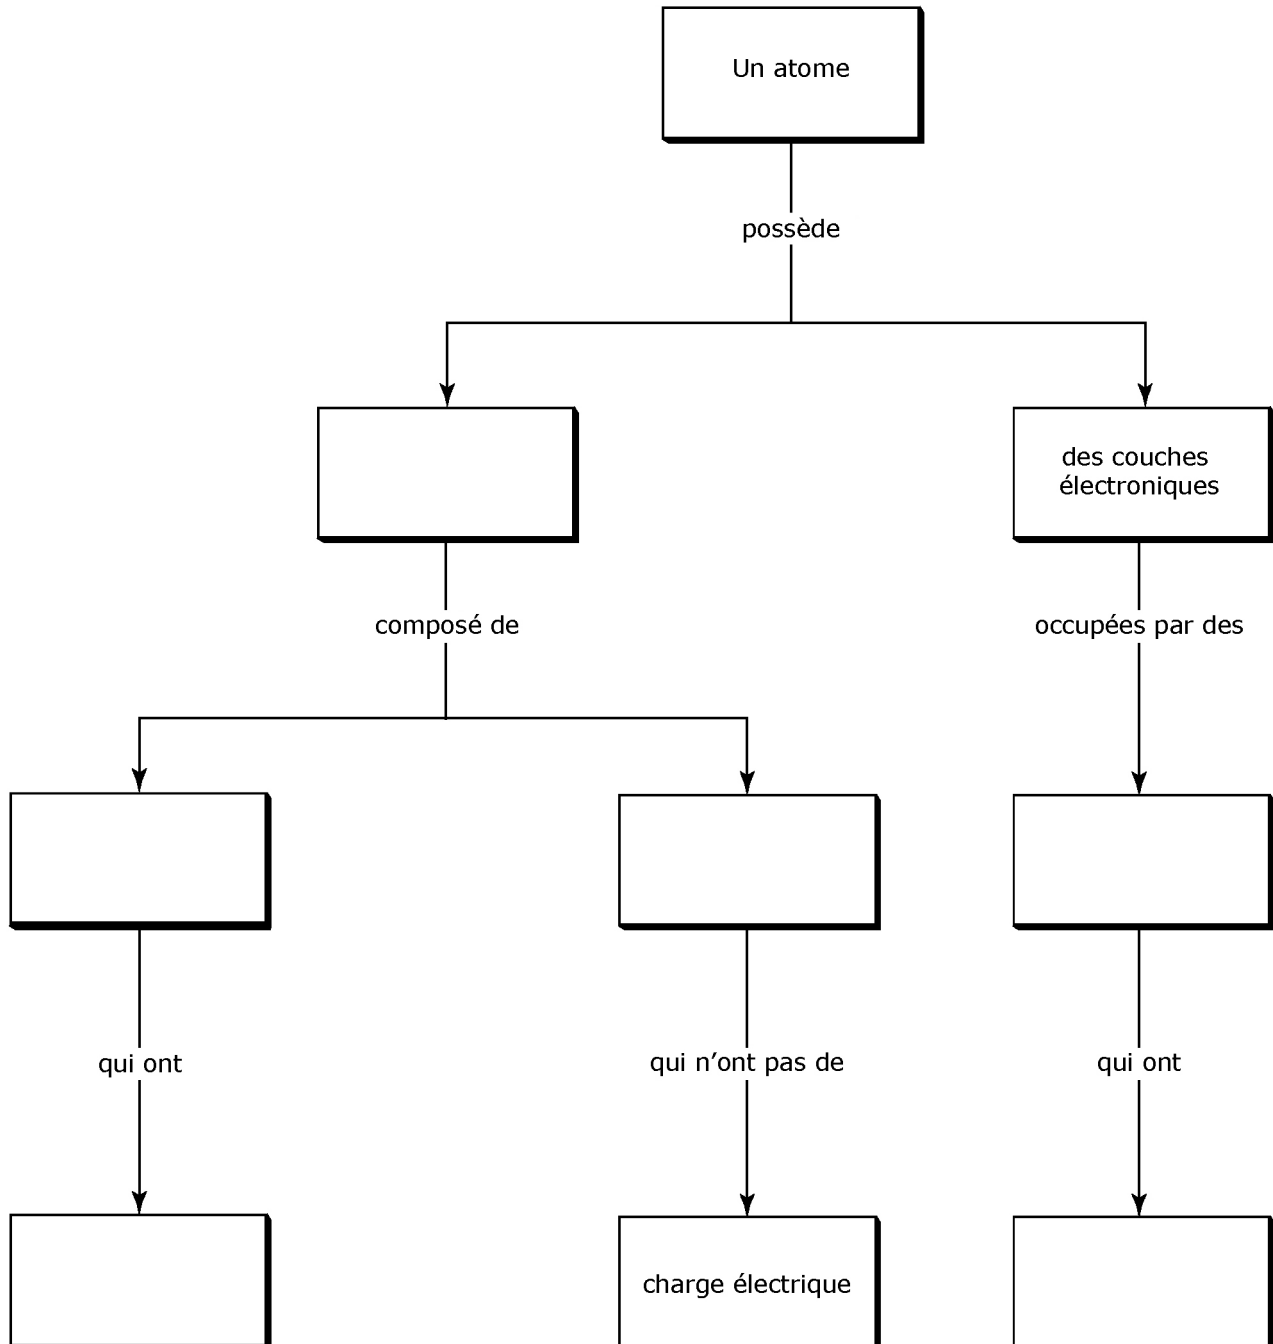 Un atome
possède
des couches
électroniques
composé de
occupées par des
qui ont
qui n'ont pas de
qui ont
charge électrique